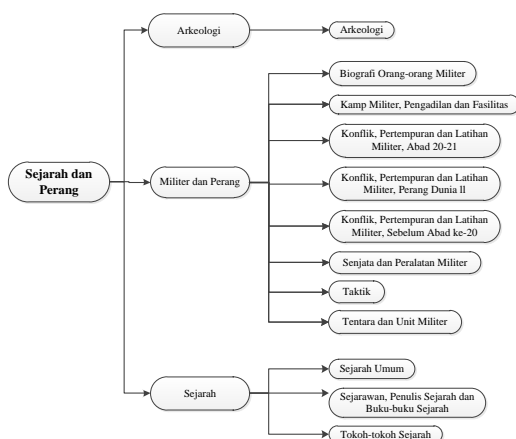 Sejarah dan
Perang
Arkeologi
Arkeologi
Militer dan Perang
Biografi Orang-orang Militer
Kamp Militer, Pengadilan dan Fasilitas
Konflik, Pertempuran dan Latihan
Militer, Abad 20-21
Konflik, Pertempuran dan Latihan
Militer, Perang Dunia ll
Konflik, Pertempuran dan Latihan
Militer, Sebelum Abad ke-20
Senjata dan Peralatan Militer
Taktik
Tentara dan Unit Militer
Sejarah
Sejarah Umum
Sejarawan, Penulis Sejarah dan
Buku-buku Sejarah
Tokoh-tokoh Sejarah